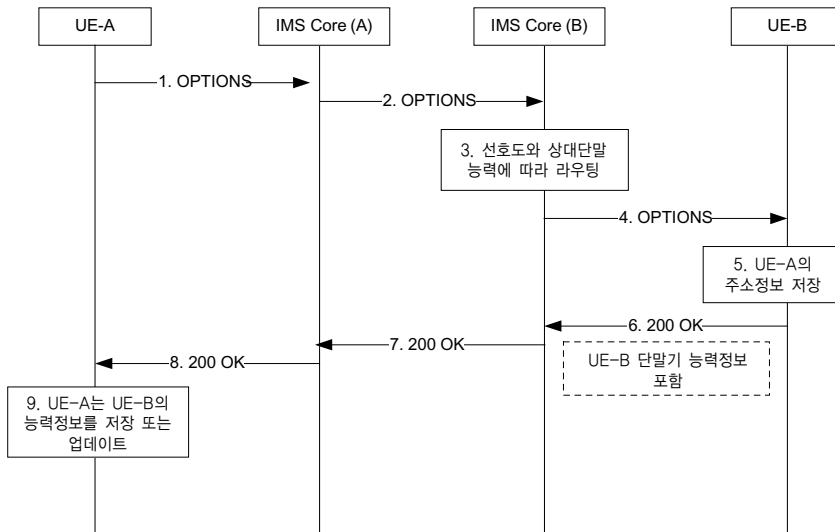 UE-A
IMS Core (A)
IMS Core (B)
UE-B
1. OPTIONS
2. OPTIONS
3. 선호도와 상대단말
능력에 따라 라우팅
4. OPTIONS
5. UE-A의
주소정보 저장
6. 200 OK
7. 200 OK
8. 200 OK
UE-B 단말기 능력정보
포함
9. UE-A는 UE-B의
능력정보를 저장 또는
업데이트